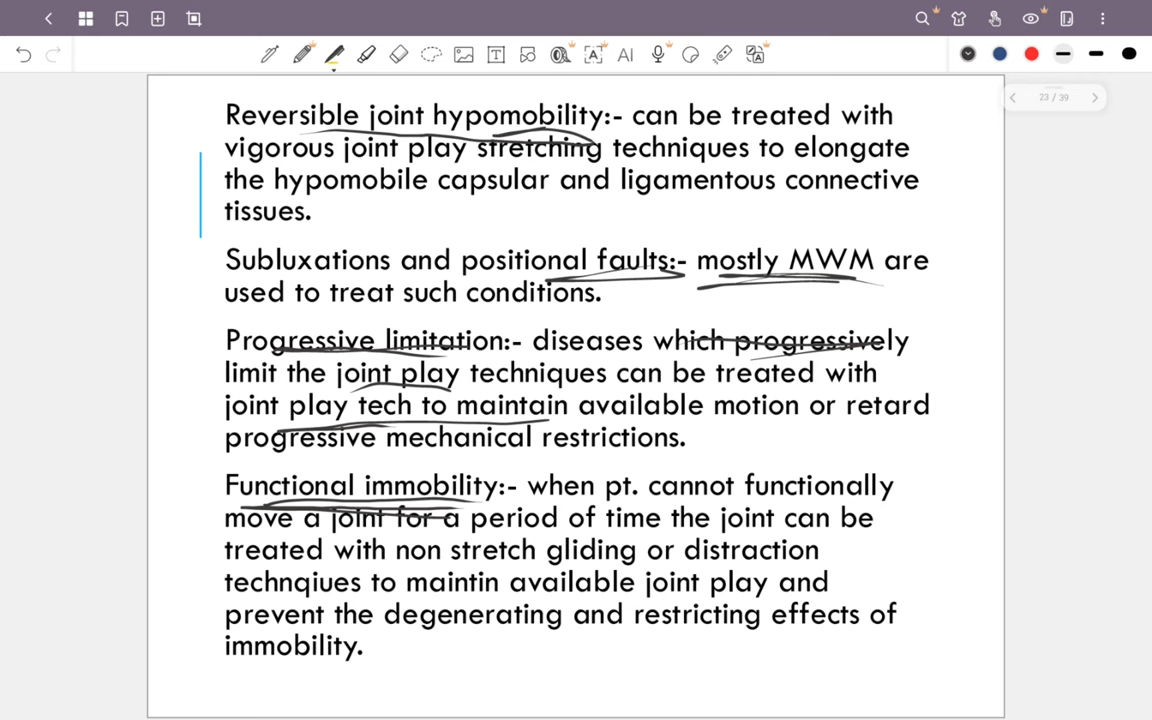 AI
23 / 39
Reversible joint hypomobility:- can be treated with
vigorous joint play stretching techniques to elongate
the hypomobile capsular and ligamentous connective
tissues.
Subluxations and positional faults:- mostly MWM are
used to treat such conditions.
Progressive limitation:- diseases which progressively
limit the joint play techniques can be treated with
joint play tech to maintain available motion or retard
progressive mechanical restrictions.
Functional immobility:- when pt. cannot functionally
move a joint for a period of time the joint can be
treated with non stretch gliding or distraction
technqiues to maintin available joint play and
prevent the degenerating and restricting effects of
immobility.